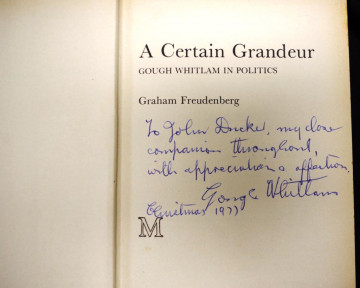 A Certain Grandeur
GOUGH WHITLAM IN POLITICS
Graham Freudenberg
To John Ducker, my close
companion throughout,
with appreciation & affection.
Gough Whitlam
Christmas 1977
M